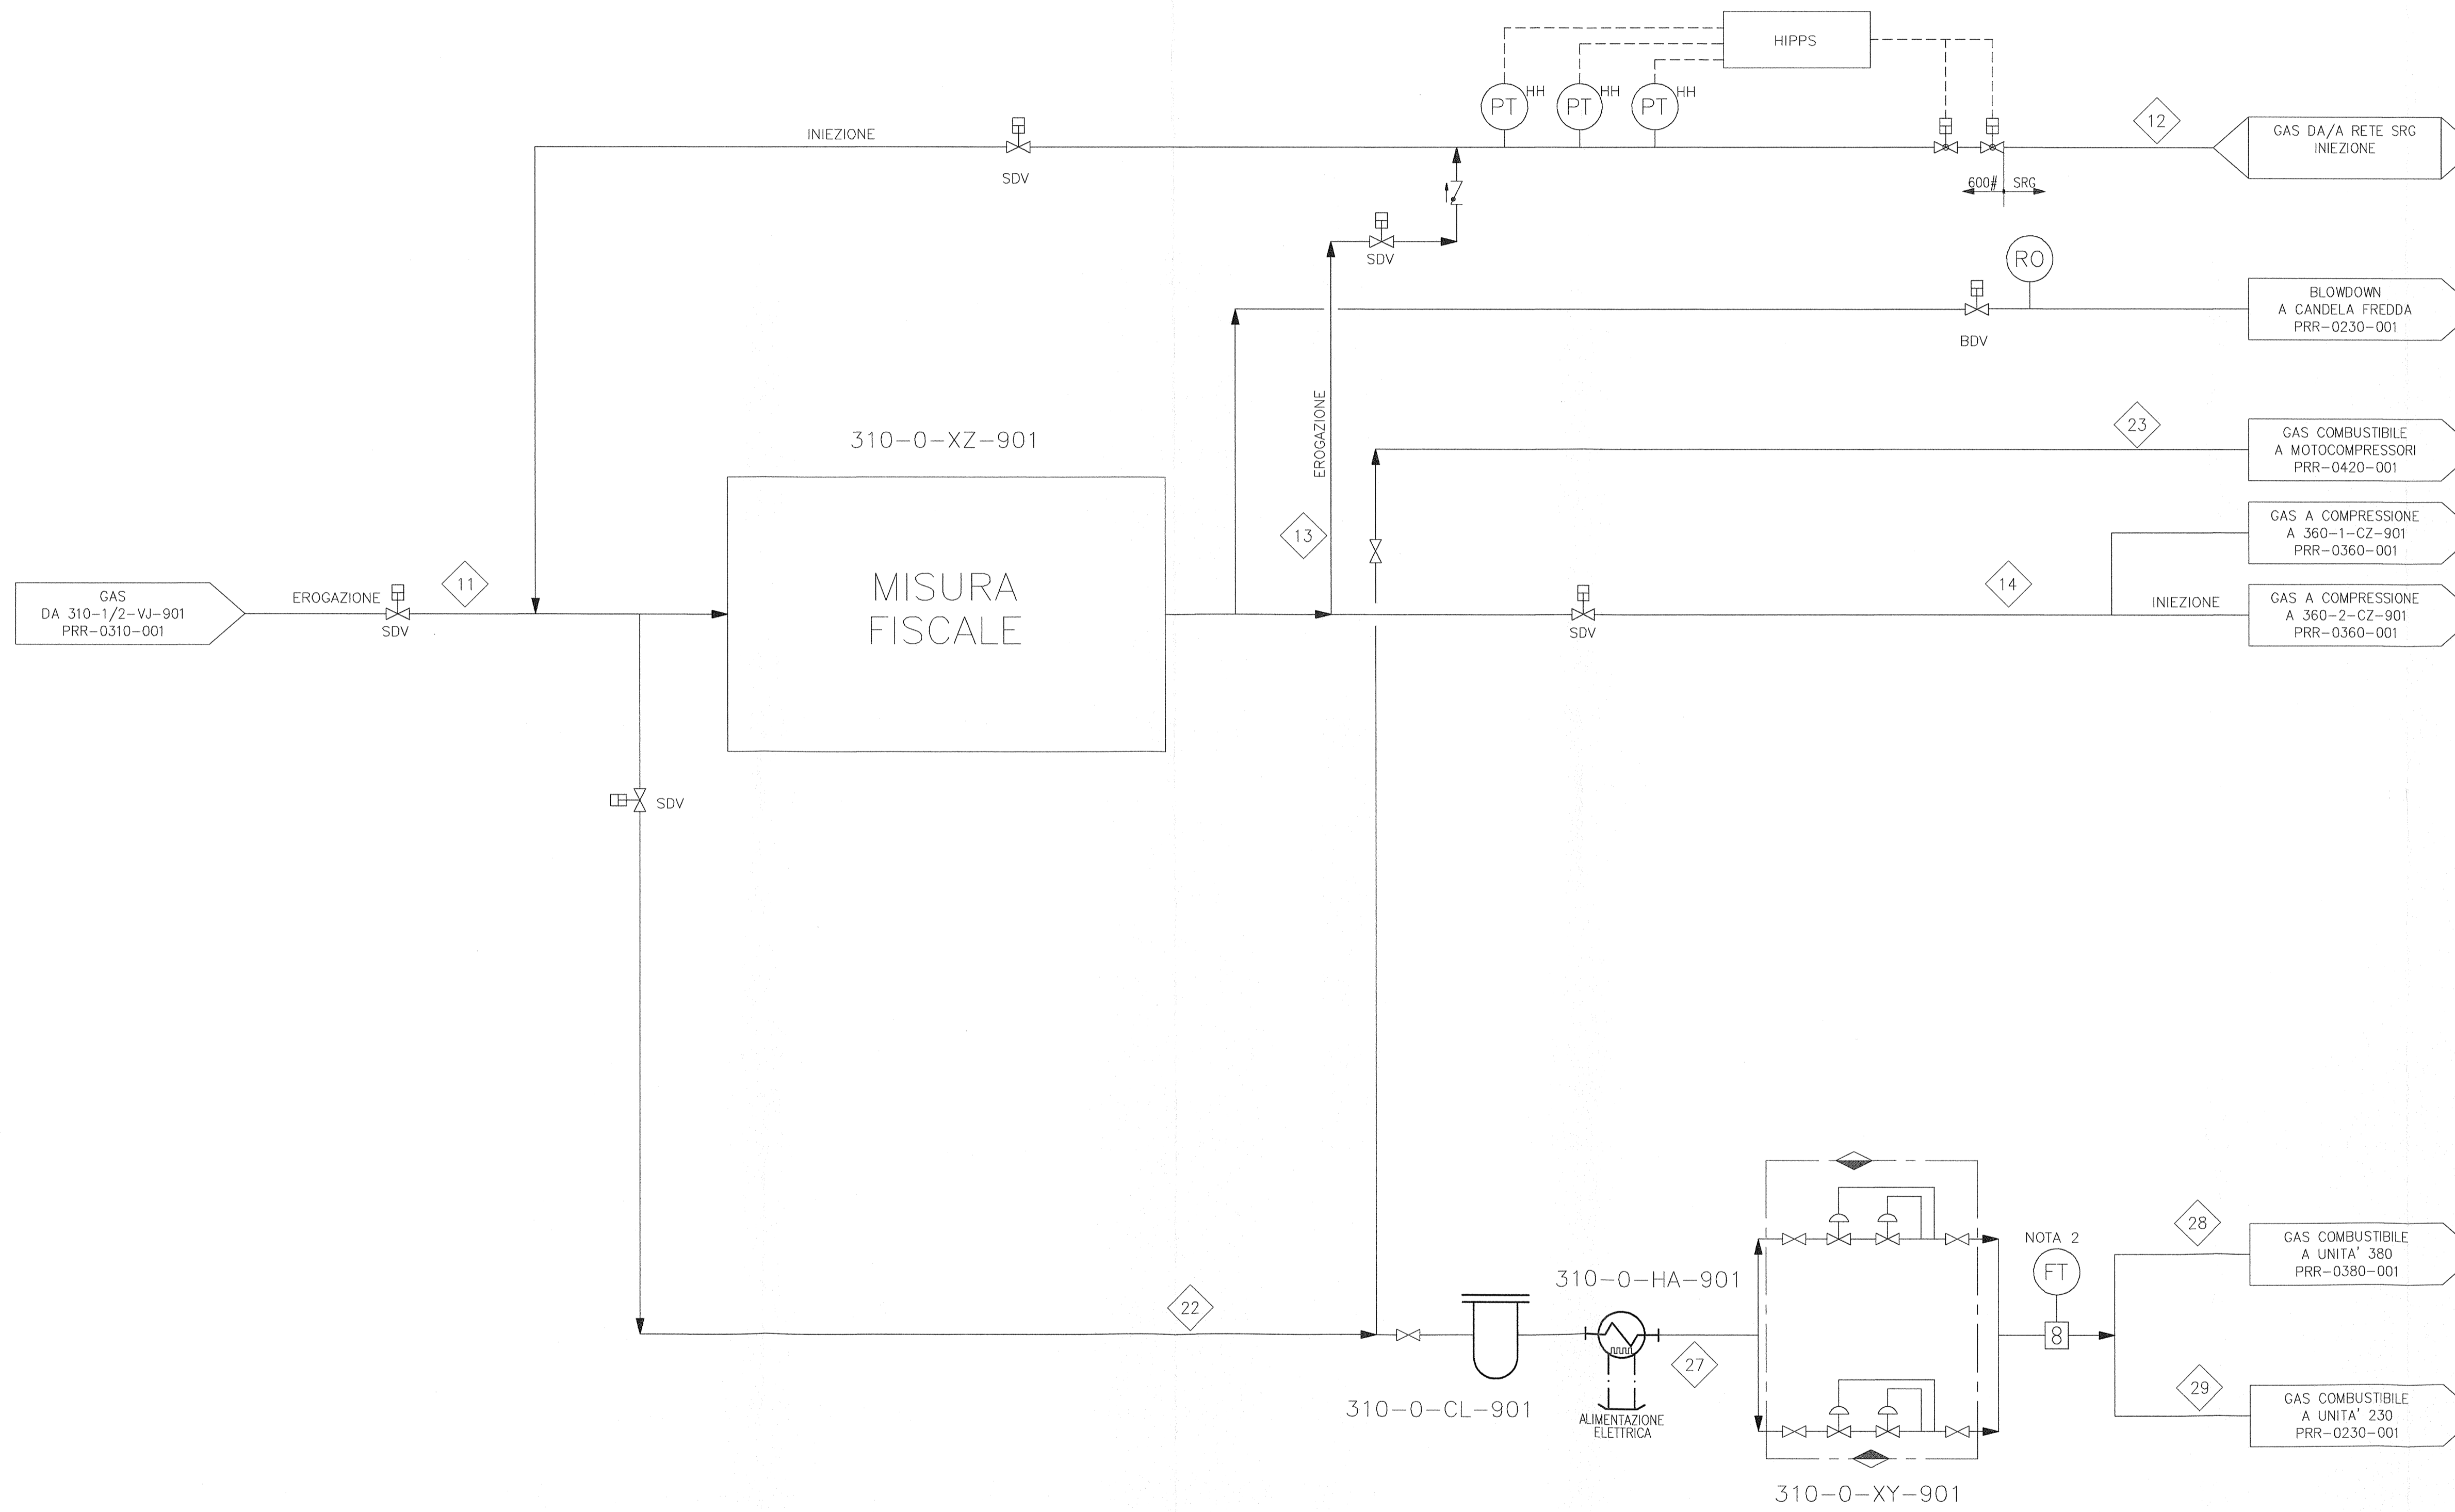 HIPPS
PT
HH
PT
HH
PT
HH
12
GAS DA/A RETE SRG
INIEZIONE
INIEZIONE
SDV
600#
SRG
SDV
RO
BLOWDOWN
A CANDELA FREDDA
PRR-0230-001
BDV
EROGAZIONE
23
GAS COMBUSTIBILE
A MOTOCOMPRESSORI
PRR-0420-001
310-0-XZ-901
13
GAS A COMPRESSIONE
A 360-1-CZ-901
PRR-0360-001
MISURA
FISCALE
11
14
GAS
DA 310-1/2-VJ-901
PRR-0310-001
EROGAZIONE
SDV
SDV
INIEZIONE
GAS A COMPRESSIONE
A 360-2-CZ-901
PRR-0360-001
SDV
28
GAS COMBUSTIBILE
A UNITA' 380
PRR-0380-001
NOTA 2
FT
8
22
310-0-HA-901
27
310-0-CL-901
ALIMENTAZIONE
ELETTRICA
29
GAS COMBUSTIBILE
A UNITA' 230
PRR-0230-001
310-0-XY-901